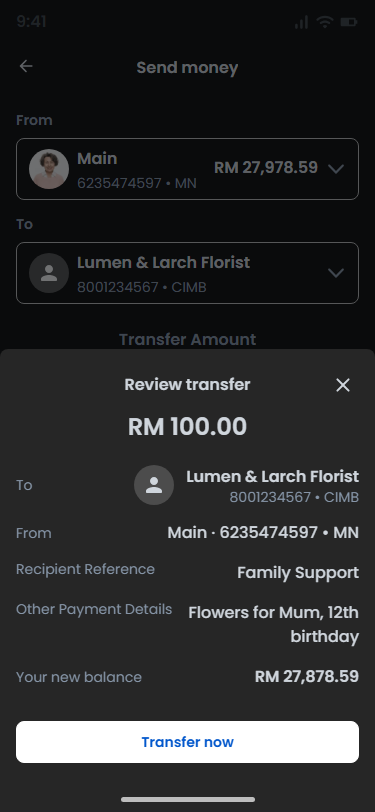 9:41
Send money
From
Main
RM 27,978.59
6235474597 • MN
To
Lumen & Larch Florist
8001234567 • CIMB
Transfer Amount
Review transfer
RM 100.00
To
Lumen & Larch Florist
8001234567 • CIMB
From
Main · 6235474597 • MN
Recipient Reference
Family Support
Other Payment Details
Flowers for Mum, 12th
birthday
Your new balance
RM 27,878.59
Transfer now